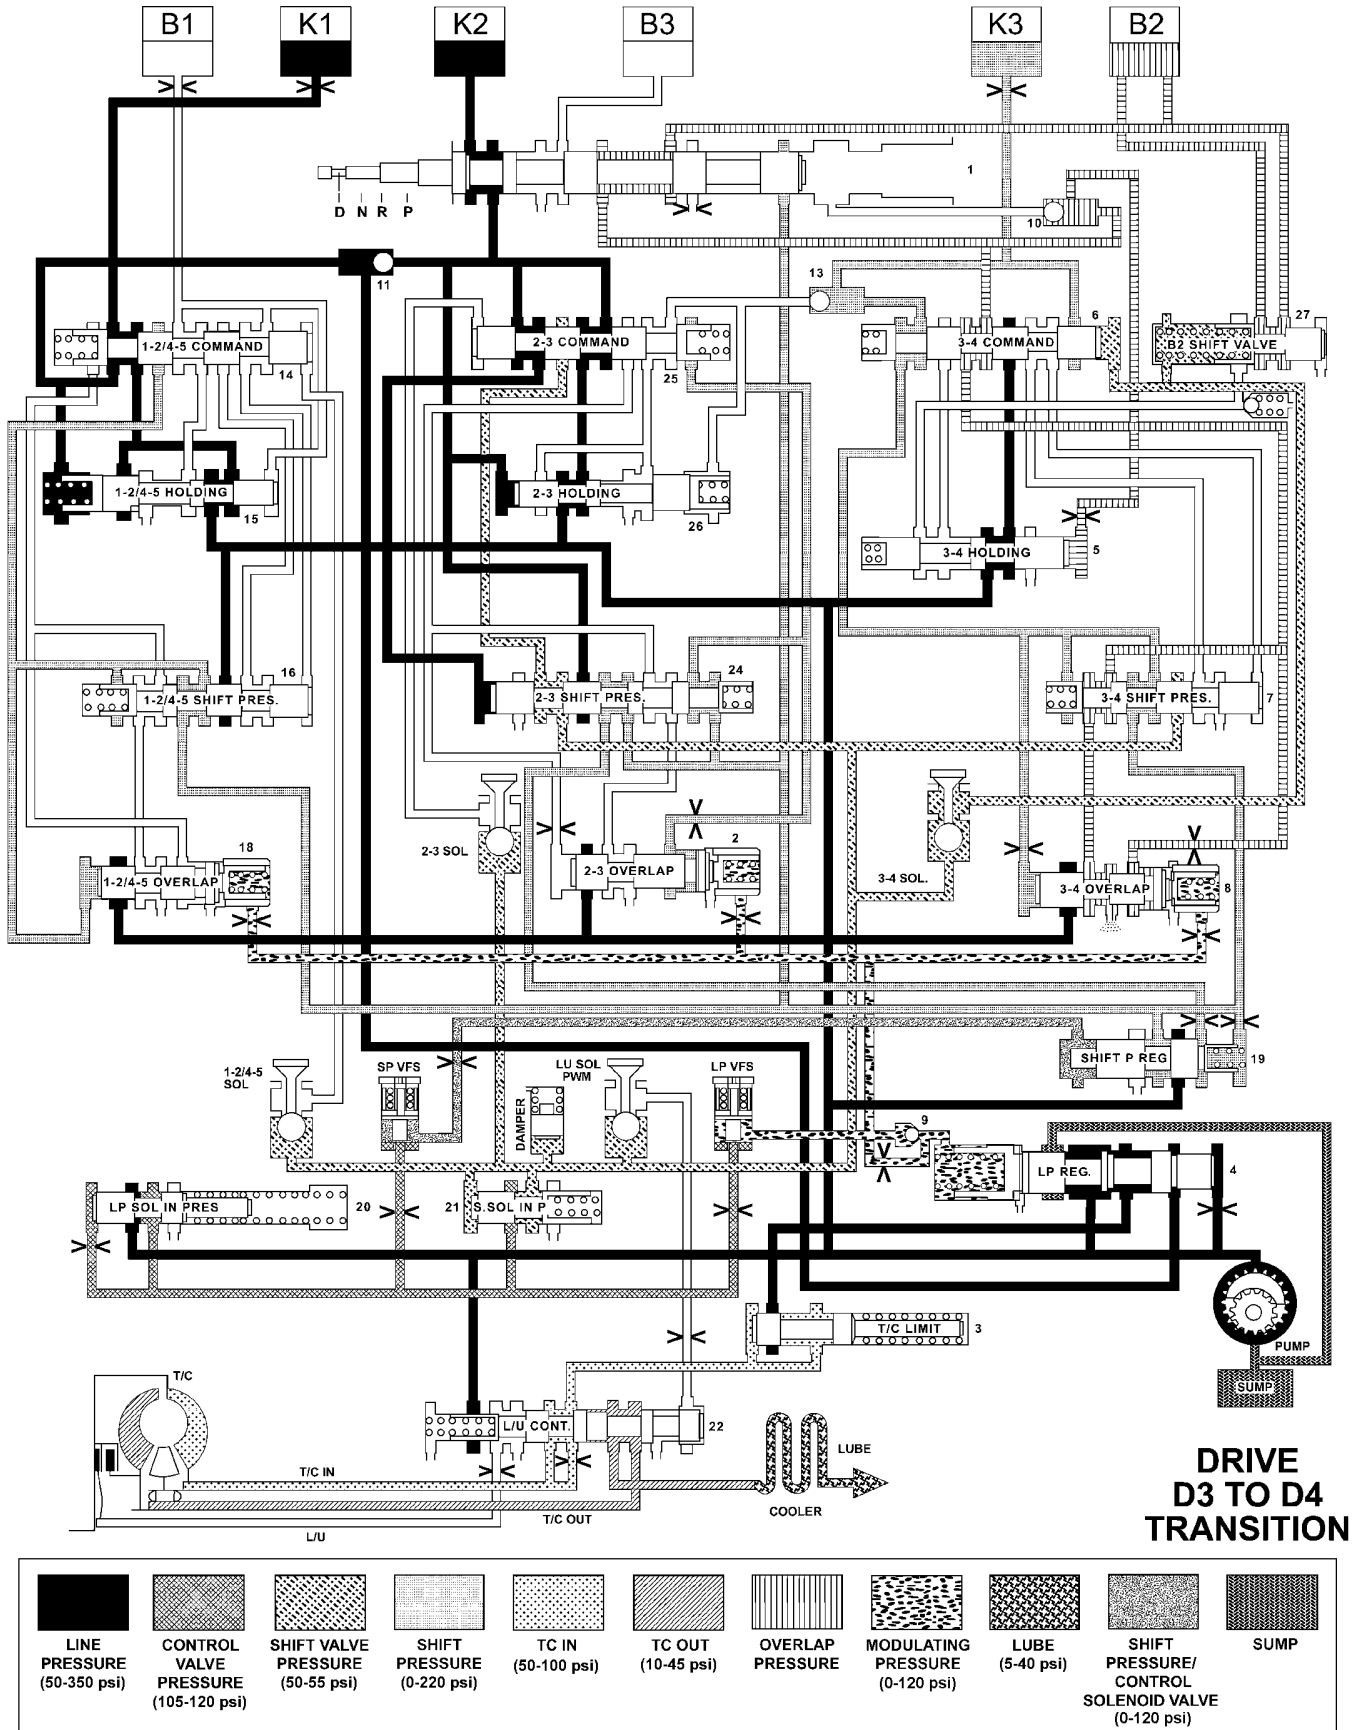 B1
K1
K2
B3
K3
B2
1
D N R P
10
11
13
6
27
1-2/4-5 COMMAND
2-3 COMMAND
3-4 COMMAND
B2 SHIFT VALVE
14
25
1-2/4-5 HOLDING
2-3 HOLDING
15
26
3-4 HOLDING
5
16
24
1-2/4-5 SHIFT PRES.
2-3 SHIFT PRES.
3-4 SHIFT PRES.
7
2-3 SOL
2
18
3-4 SOL.
1-2/4-5 OVERLAP
2-3 OVERLAP
3-4 OVERLAP
8
1-2/4-5
SOL
SP VFS
LU SOL
PWM
LP VFS
SHIFT P REG
19
DAMPER
9
LP REG.
4
LP SOL IN PRES
20
21
S.SOL IN P
T/C LIMIT
3
PUMP
SUMP
T/C
L/U CONT.
22
LUBE
T/C IN
COOLER
T/C OUT
L/U
DRIVE
D3 TO D4
TRANSITION
LINE
PRESSURE
(50-350 psi)
CONTROL
VALVE
PRESSURE
(105-120 psi)
SHIFT VALVE
PRESSURE
(50-55 psi)
SHIFT
PRESSURE
(0-220 psi)
TC IN
(50-100 psi)
TC OUT
(10-45 psi)
OVERLAP
PRESSURE
MODULATING
PRESSURE
(0-120 psi)
LUBE
(5-40 psi)
SHIFT
PRESSURE/
CONTROL
SOLENOID VALVE
(0-120 psi)
SUMP